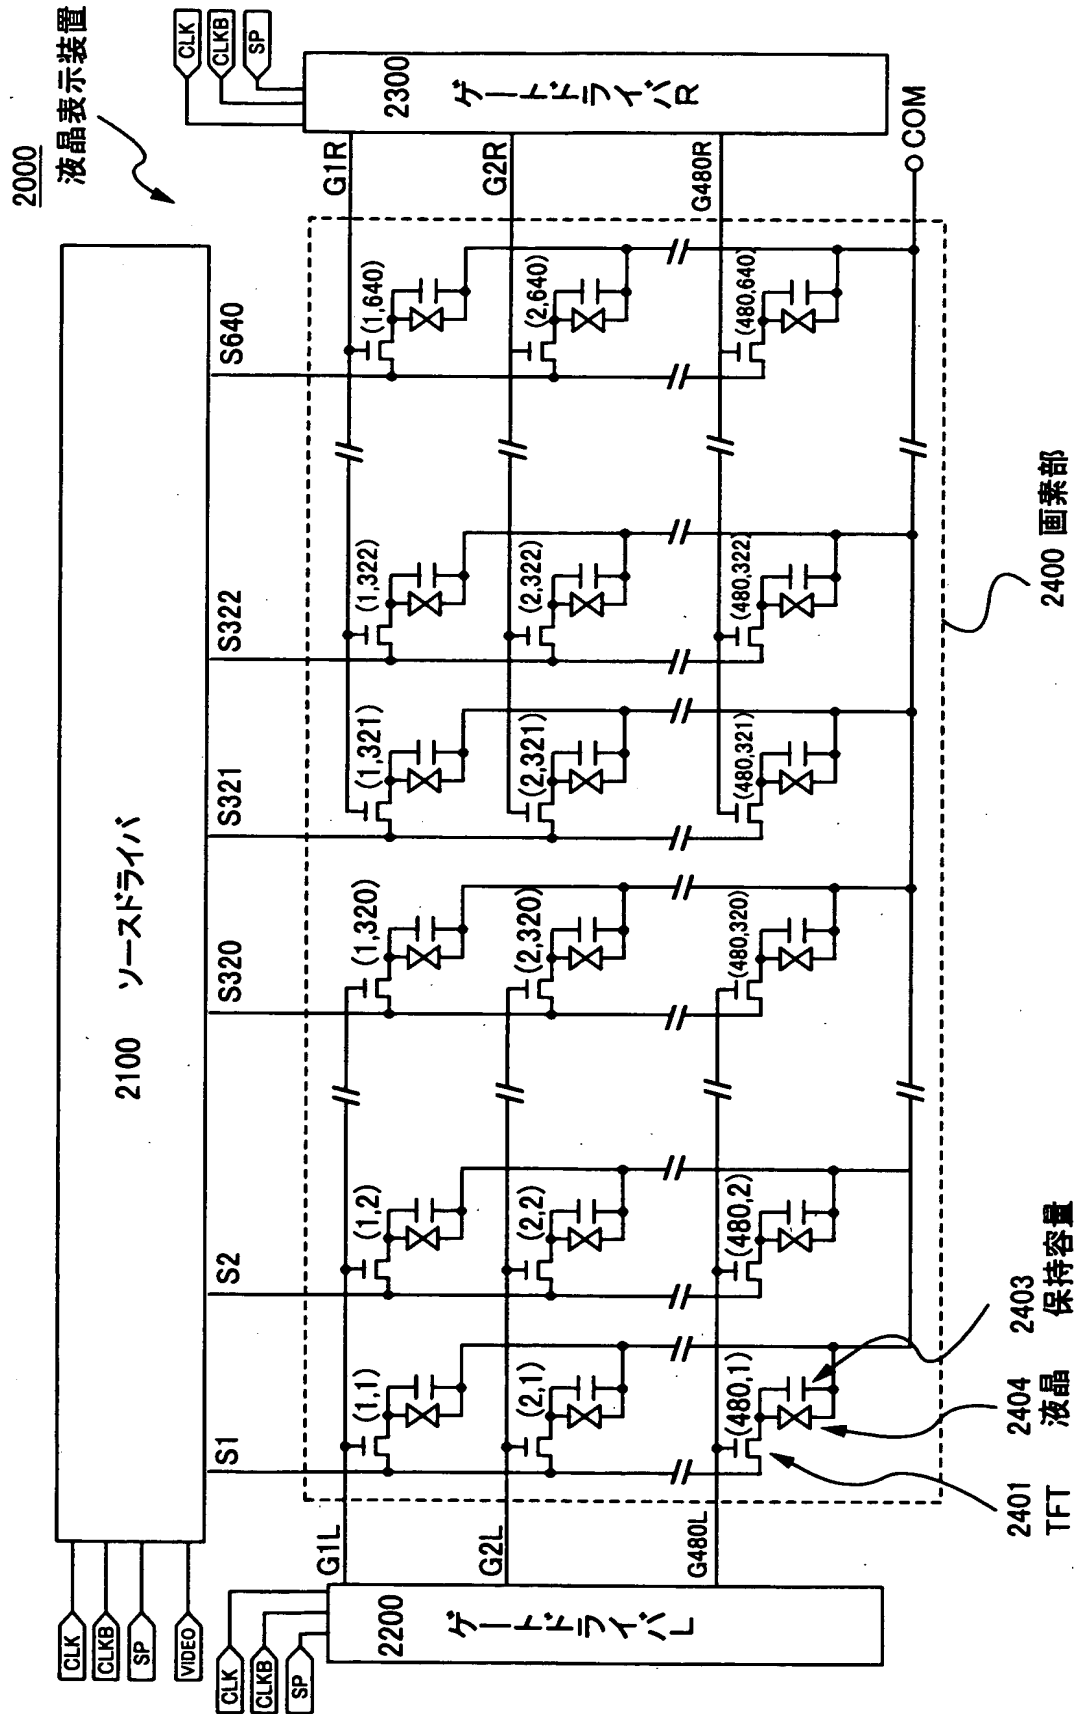 2000
液晶表示装置
CLK
CLKB
SP
VIDEO
2100 ソースドライバ
S1
S2
S320
S321
S322
S640
CLK
CLKB
SP
2200
ゲートドライバL
CLK
CLKB
SP
2300
ゲートドライバR
G1L
G1R
(1,1)
(1,2)
(1,320)
(1,321)
(1,322)
(1,640)
G2L
G2R
(2,1)
(2,2)
(2,320)
(2,321)
(2,322)
(2,640)
G480L
G480R
(480,1)
(480,2)
(480,320)
(480,321)
(480,322)
(480,640)
COM
2401
TFT
2404
液晶
2403
保持容量
2400 画素部